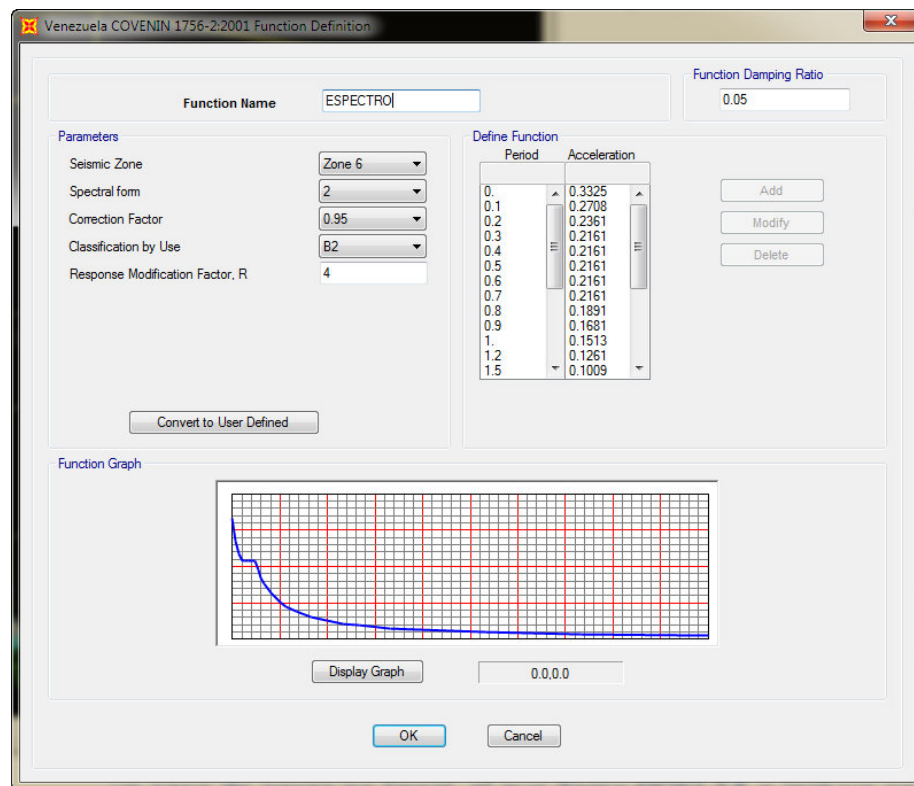 Venezuela COVENIN 1756-2:2001 Function Definition
Function Name
ESPECTRO
Function Damping Ratio
0.05
Parameters
Seismic Zone
Zone 6
Spectral form
2
Correction Factor
0.95
Classification by Use
B2
Response Modification Factor, R
4
Convert to User Defined
Define Function
Period Acceleration
0. 0.3325
0.1 0.2708
0.2 0.2361
0.3 0.2161
0.4 0.2161
0.5 0.2161
0.6 0.2161
0.7 0.2161
0.8 0.1891
0.9 0.1681
1. 0.1513
1.2 0.1261
1.5 0.1009
Add
Modify
Delete
Function Graph
Display Graph
0.0,0.0
OK
Cancel